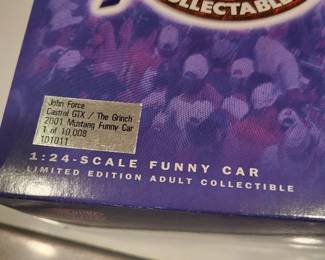 COLLECTABLE
John Force
Castrol GTX / The Grinch
2001 Mustang Funny Car
1 of 10,008
101011
1:24-SCALE FUNNY CAR
LIMITED EDITION ADULT COLLECTIBLE